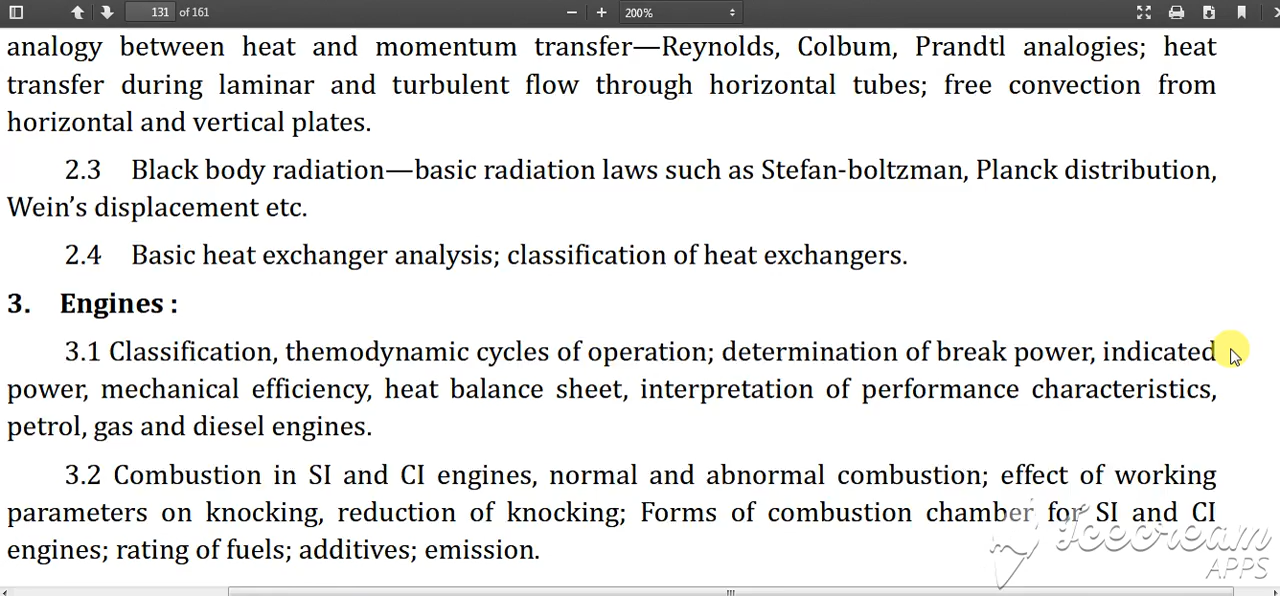 131 of 161 200%
analogy between heat and momentum transfer—Reynolds, Colbum, Prandtl analogies; heat
transfer during laminar and turbulent flow through horizontal tubes; free convection from
horizontal and vertical plates.
2.3 Black body radiation—basic radiation laws such as Stefan-boltzman, Planck distribution,
Wein's displacement etc.
2.4 Basic heat exchanger analysis; classification of heat exchangers.
3. Engines :
3.1 Classification, themodynamic cycles of operation; determination of break power, indicated
power, mechanical efficiency, heat balance sheet, interpretation of performance characteristics,
petrol, gas and diesel engines.
3.2 Combustion in SI and CI engines, normal and abnormal combustion; effect of working
parameters on knocking, reduction of knocking; Forms of combustion chamber for SI and CI
engines; rating of fuels; additives; emission.
Icecream
APPS